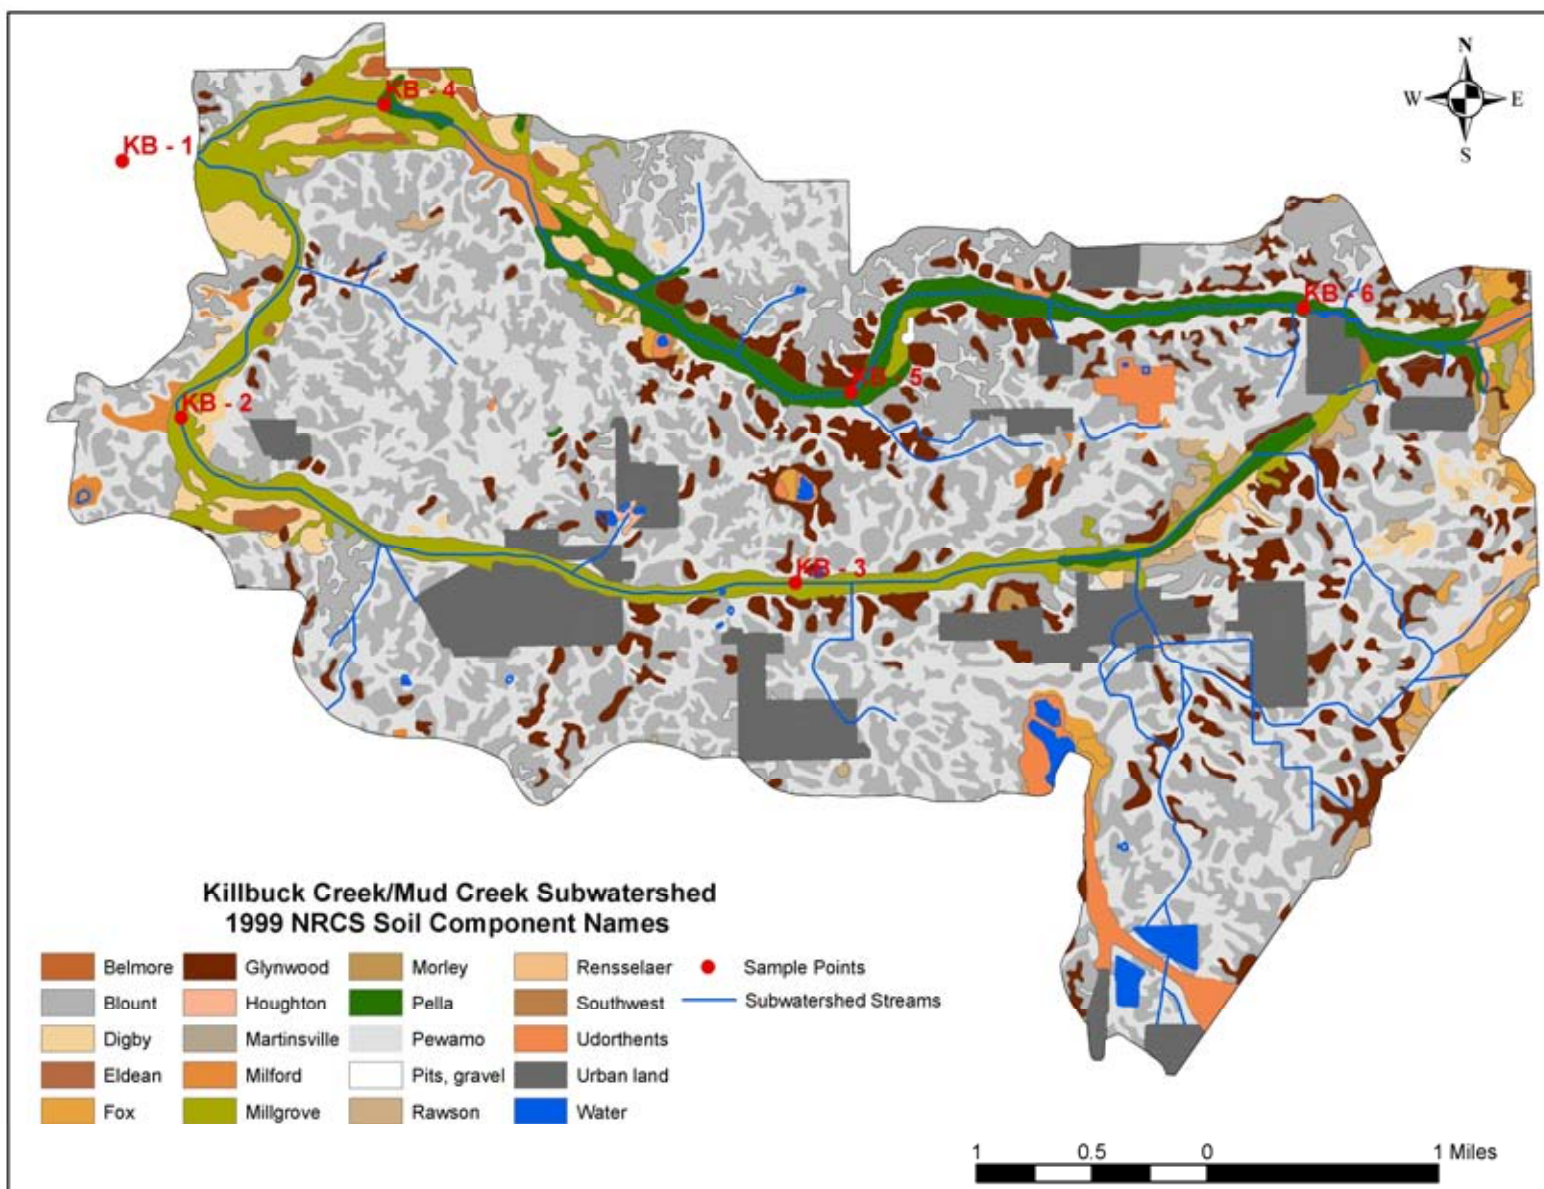 N
W E
S
KB - 4
KB - 1
KB - 6
KB - 5
KB - 2
KB - 3
Killbuck Creek/Mud Creek Subwatershed
1999 NRCS Soil Component Names
Belmore Glynwood Morley Rensselaer Sample Points
Blount Houghton Pella Southwest Subwatershed Streams
Digby Martinsville Pewamo Udorthents
Eldean Milford Pits, gravel Urban land
Fox Millgrove Rawson Water
1 0.5 0 1 Miles